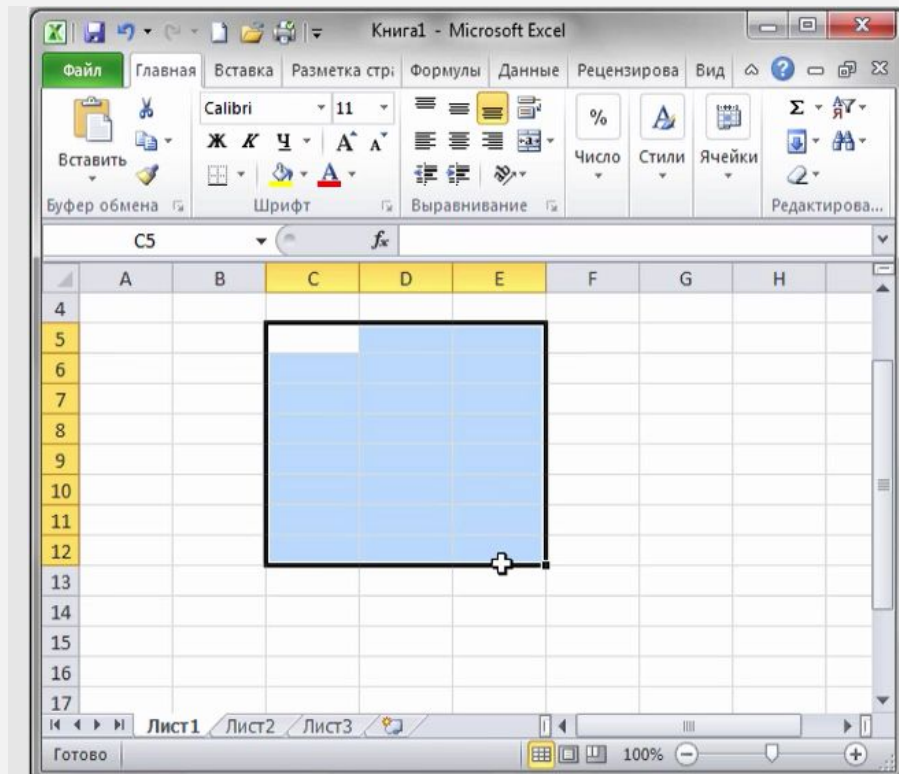 Книга1 - Microsoft Excel
Файл Главная Вставка Разметка стр Формулы Данные Рецензирова Вид
Calibri 11 % Σ
Ж К Ч А А Число Стили Ячейки
Вставить А
Буфер обмена Шрифт Выравнивание Редактирова...
C5 fx
A B C D E F G H
4
5
6
7
8
9
10
11
12
13
14
15
16
17
Лист1 Лист2 Лист3
Готово 100%